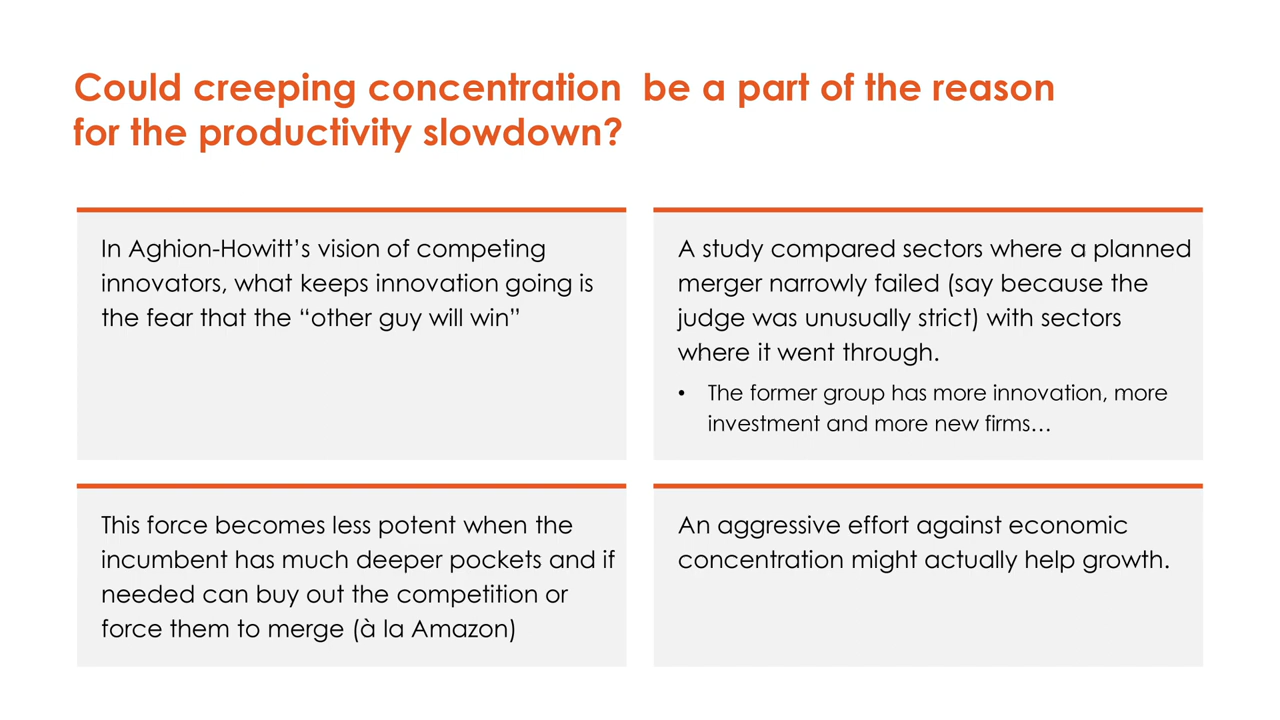 Could creeping concentration  be a part of the reason
for the productivity slowdown?
In Aghion-Howitt’s vision of competing
innovators, what keeps innovation going is
the fear that the “other guy will win”
A study compared sectors where a planned
merger narrowly failed (say because the
judge was unusually strict) with sectors
where it went through.
• The former group has more innovation, more
investment and more new firms…
This force becomes less potent when the
incumbent has much deeper pockets and if
needed can buy out the competition or
force them to merge (à la Amazon)
An aggressive effort against economic
concentration might actually help growth.